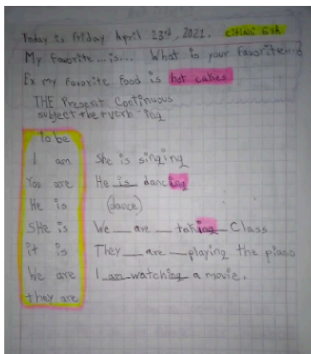 Today is Friday April 23rd, 2021.
My Favorite...is... What is your Favorite
Ex my Favorite Food is hot cakes
THE Present Continuous
subject + be + verb + ing
to be
I am She is singing
You are He is dancing
He is (dance)
SHe is We are taking Class
it is They are playing the piano
We are I am watching a movie.
they are